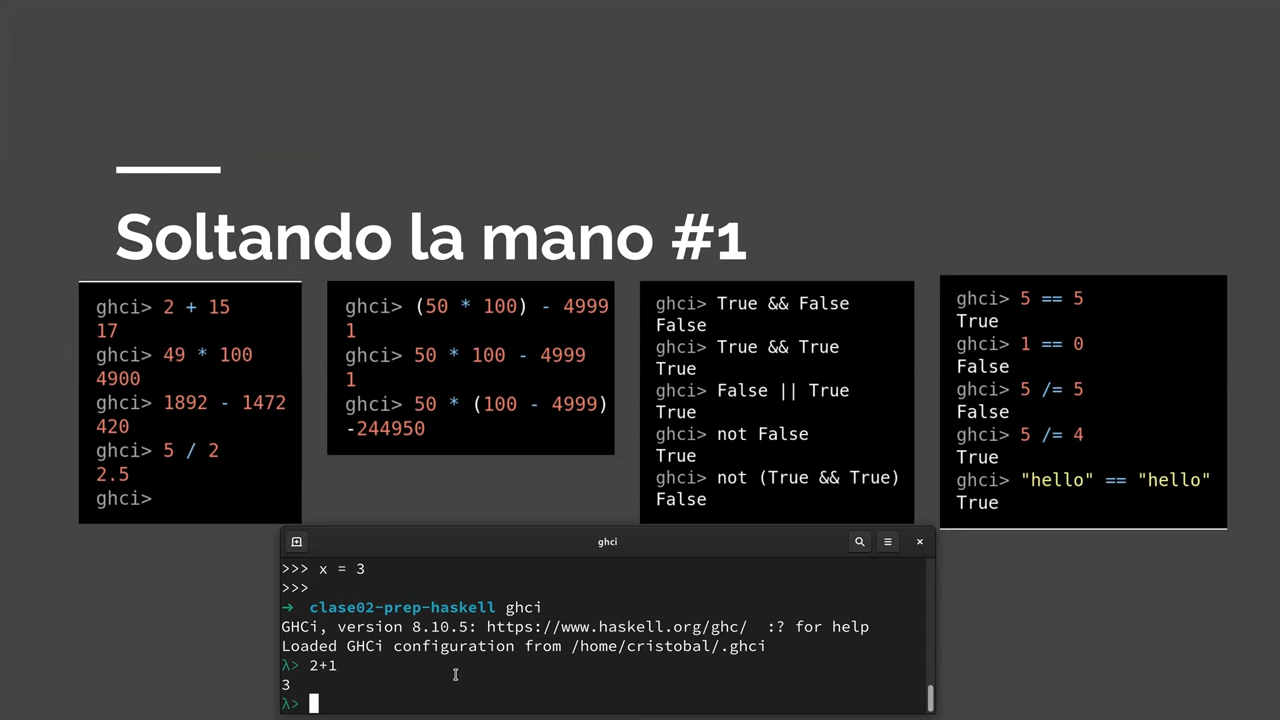 Soltando la mano #1
ghci> 2 + 15
17
ghci> 49 * 100
4900
ghci> 1892 - 1472
420
ghci> 5 / 2
2.5
ghci>
ghci> (50 * 100) - 4999
1
ghci> 50 * 100 - 4999
1
ghci> 50 * (100 - 4999)
-244950
ghci> True && False
False
ghci> True && True
True
ghci> False || True
True
ghci> not False
True
ghci> not (True && True)
False
ghci> 5 == 5
True
ghci> 1 == 0
False
ghci> 5 /= 5
False
ghci> 5 /= 4
True
ghci> "hello" == "hello"
True
ghci
>>> x = 3
>>>
➜ clase02-prep-haskell ghci
GHCi, version 8.10.5: https://www.haskell.org/ghc/ :? for help
Loaded GHCi configuration from /home/cristobal/.ghci
λ> 2+1
3
λ>